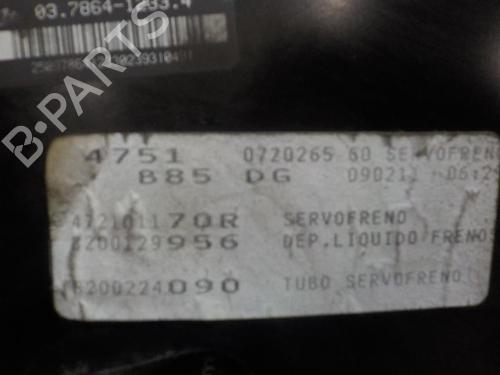 03.7864-1233.4
4751 0720265 60 SERVOFRENO
B85 DG 090211 06:2
472101170R SERVOFRENO
8200129956 DEP.LIQUIDO FRENO
8200224090 TUBO SERVOFRENO
B-PARTS